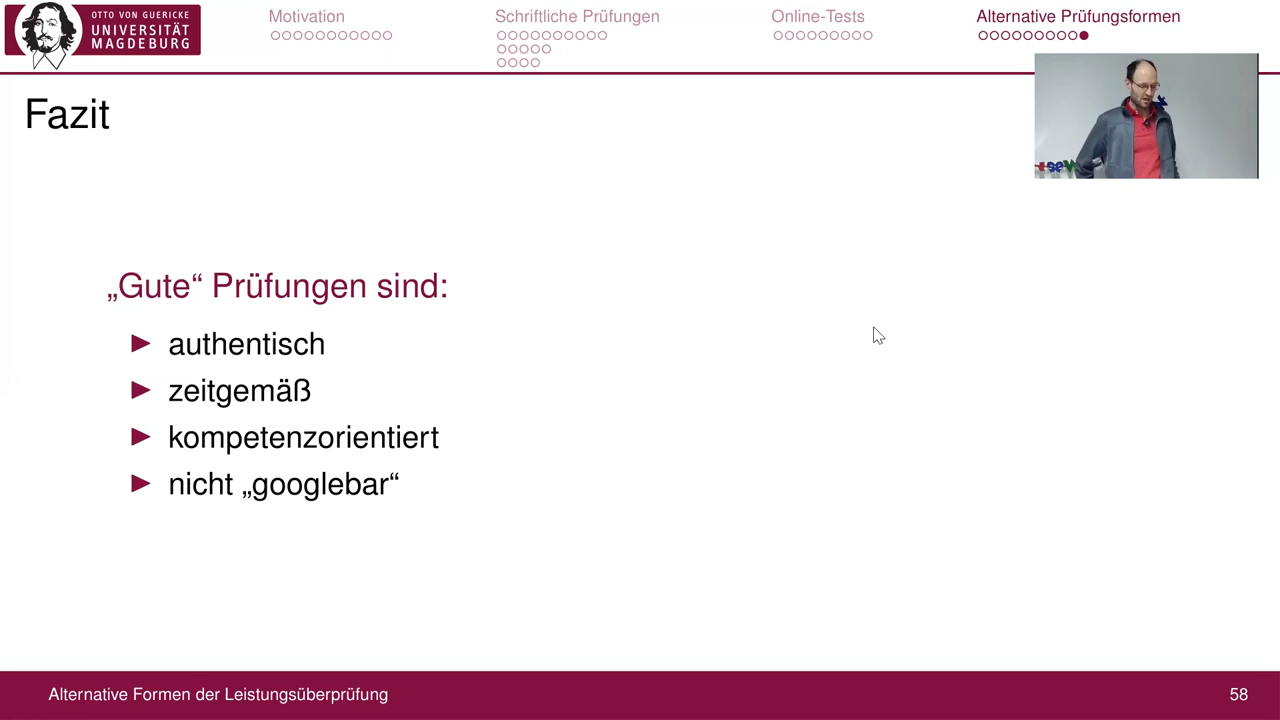 OTTO VON GUERICKE
UNIVERSITÄT
MAGDEBURG
Motivation
Schriftliche Prüfungen
Online-Tests
Alternative Prüfungsformen
Fazit
„Gute“ Prüfungen sind:
authentisch
zeitgemäß
kompetenzorientiert
nicht „googlebar“
Alternative Formen der Leistungsüberprüfung
58